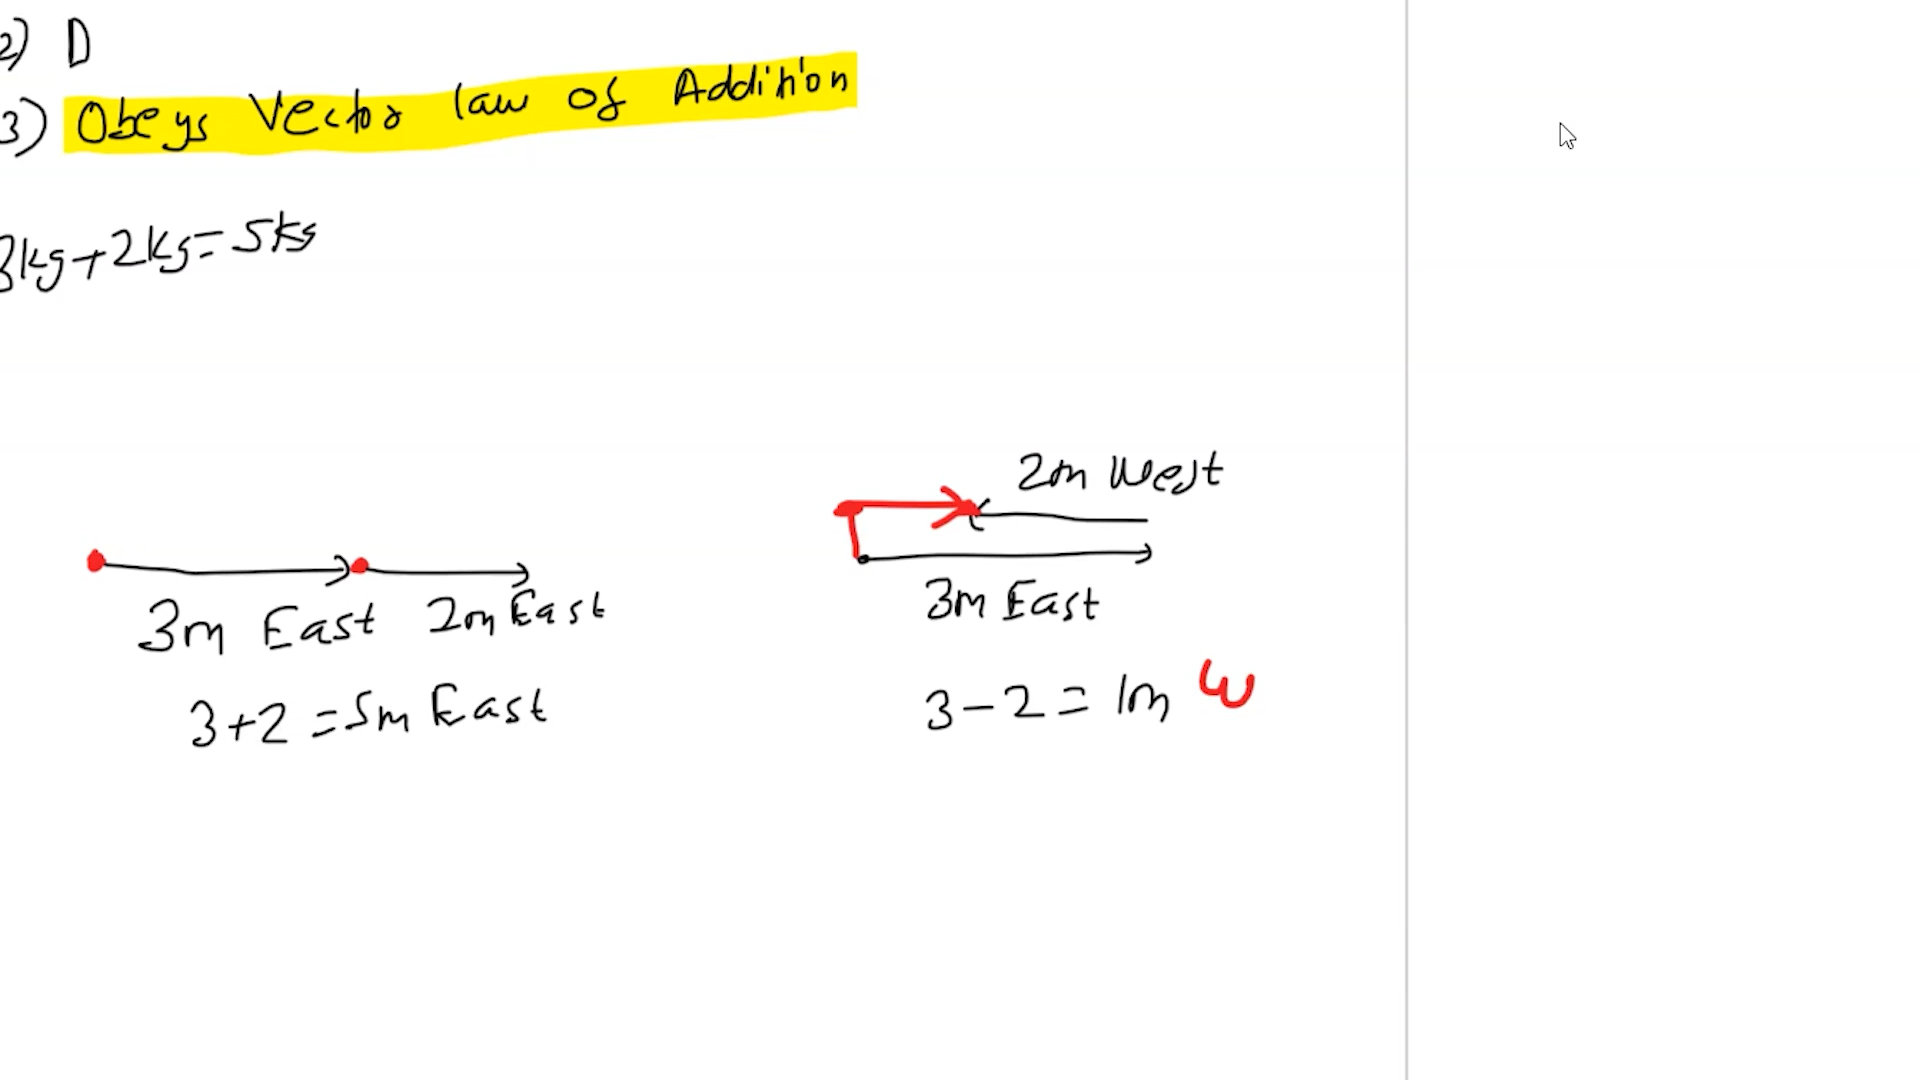 2) D
3) Obeys Vector law of Addition
3kg+2kg=5kg
2m West
3m East 2m East
3m East
3+2=5m East
3-2=1m W